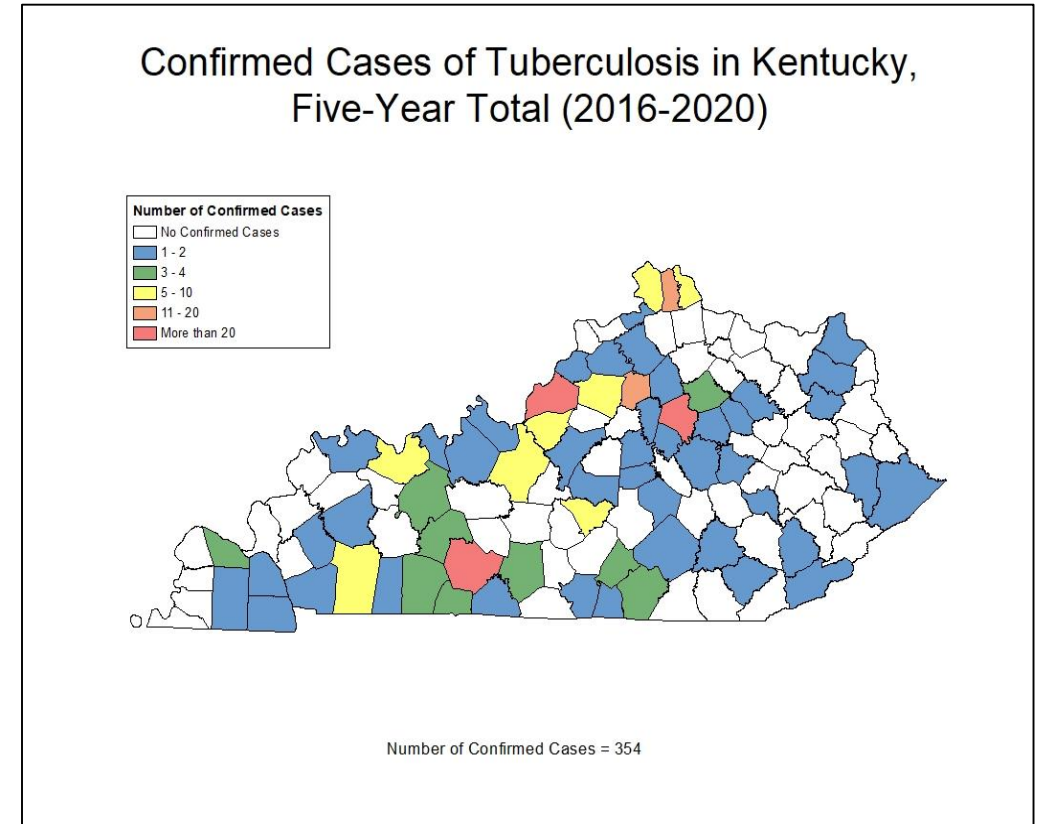 Confirmed Cases of Tuberculosis in Kentucky,
Five-Year Total (2016-2020)
Number of Confirmed Cases
No Confirmed Cases
1 - 2
3 - 4
5 - 10
11 - 20
More than 20
Number of Confirmed Cases = 354